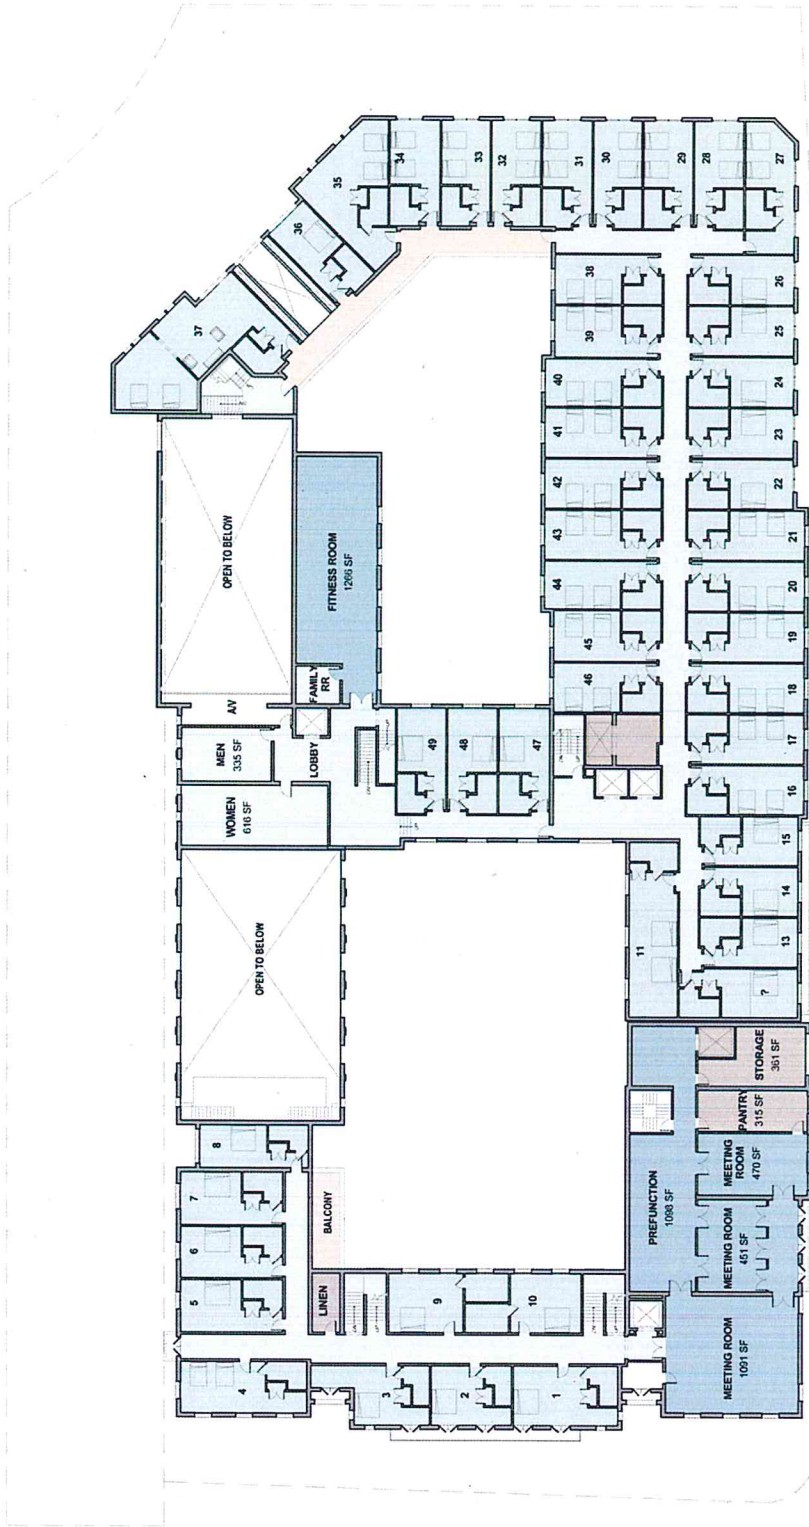 35
34
33
32
31
30
29
28
27
36
37
38
39
40
41
42
43
44
45
46
26
25
24
23
22
21
20
19
18
17
16
15
14
13
?
11
OPEN TO BELOW
FITNESS ROOM
1266 SF
FAMILY
RR
A/V
MEN
335 SF
LOBBY
WOMEN
616 SF
49
48
47
OPEN TO BELOW
8
7
6
5
4
BALCONY
LINEN
9
10
3
2
1
PREFUNCTION
1098 SF
STORAGE
361 SF
PANTRY
315 SF
MEETING
ROOM
470 SF
MEETING ROOM
451 SF
MEETING ROOM
1091 SF